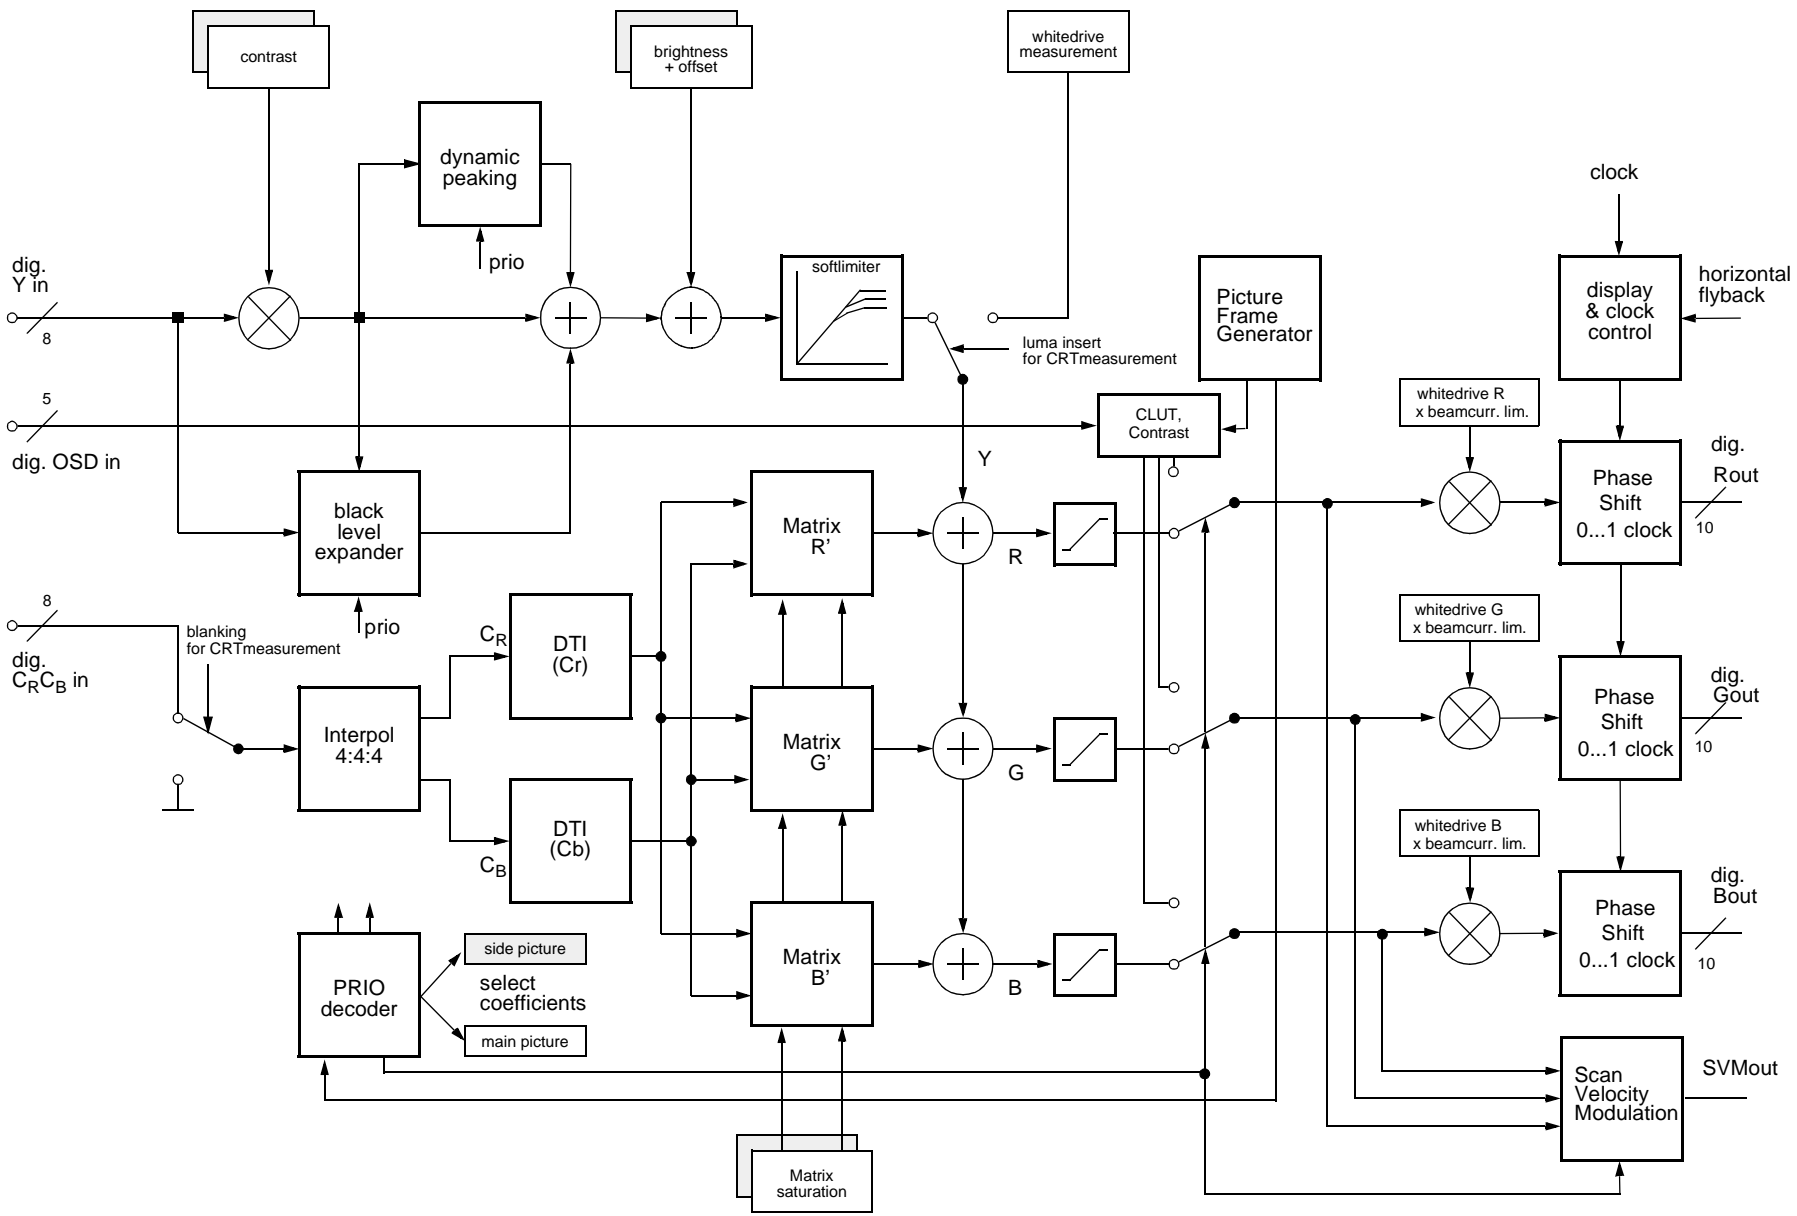 contrast
brightness
+ offset
whitedrive
measurement
dynamic
peaking
prio
clock
dig.
Y in
8
softlimiter
luma insert
for CRTmeasurement
Picture
Frame
Generator
display
& clock
control
horizontal
flyback
5
dig. OSD in
CLUT,
Contrast
whitedrive R
x beamcurr. lim.
Y
black
level
expander
prio
Matrix
R’
R
Phase
Shift
0...1 clock
dig.
Rout
10
8
dig.
CRCB in
blanking
for CRTmeasurement
CR
DTI
(Cr)
whitedrive G
x beamcurr. lim.
Interpol
4:4:4
Matrix
G’
G
Phase
Shift
0...1 clock
dig.
Gout
10
CB
DTI
(Cb)
whitedrive B
x beamcurr. lim.
PRIO
decoder
side picture
select
coefficients
main picture
Matrix
B’
B
Phase
Shift
0...1 clock
dig.
Bout
10
Scan
Velocity
Modulation
SVMout
Matrix
saturation